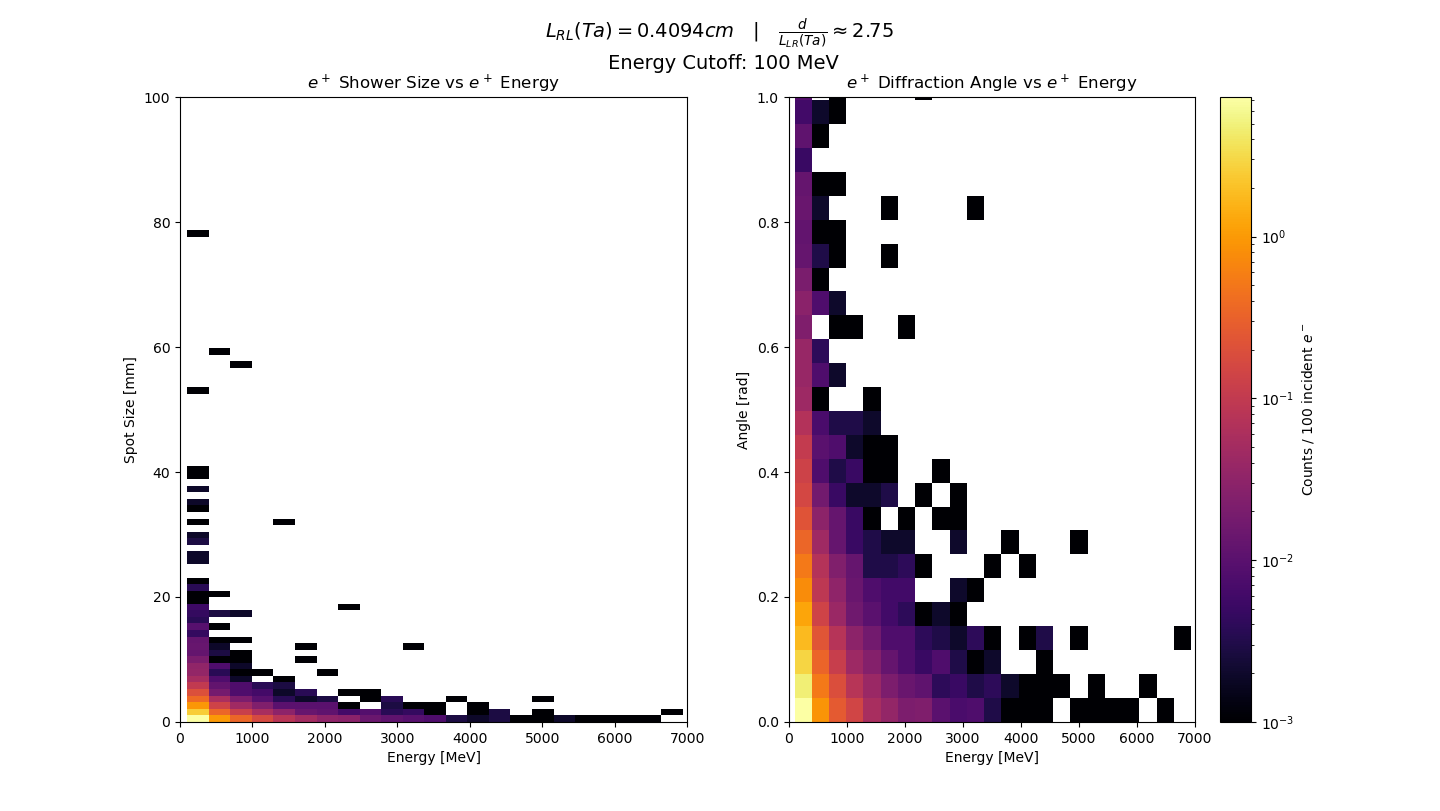 L_{RL}(Ta) = 0.4094cm | \frac{d}{L_{LR}(Ta)} ≈ 2.75
Energy Cutoff: 100 MeV
e⁺ Shower Size vs e⁺ Energy
100
80
60
40
20
0
Spot Size [mm]
0 1000 2000 3000 4000 5000 6000 7000
Energy [MeV]
e⁺ Diffraction Angle vs e⁺ Energy
1.0
0.8
0.6
0.4
0.2
0.0
Angle [rad]
0 1000 2000 3000 4000 5000 6000 7000
Energy [MeV]
10⁰
10⁻¹
10⁻²
10⁻³
Counts / 100 incident e⁻